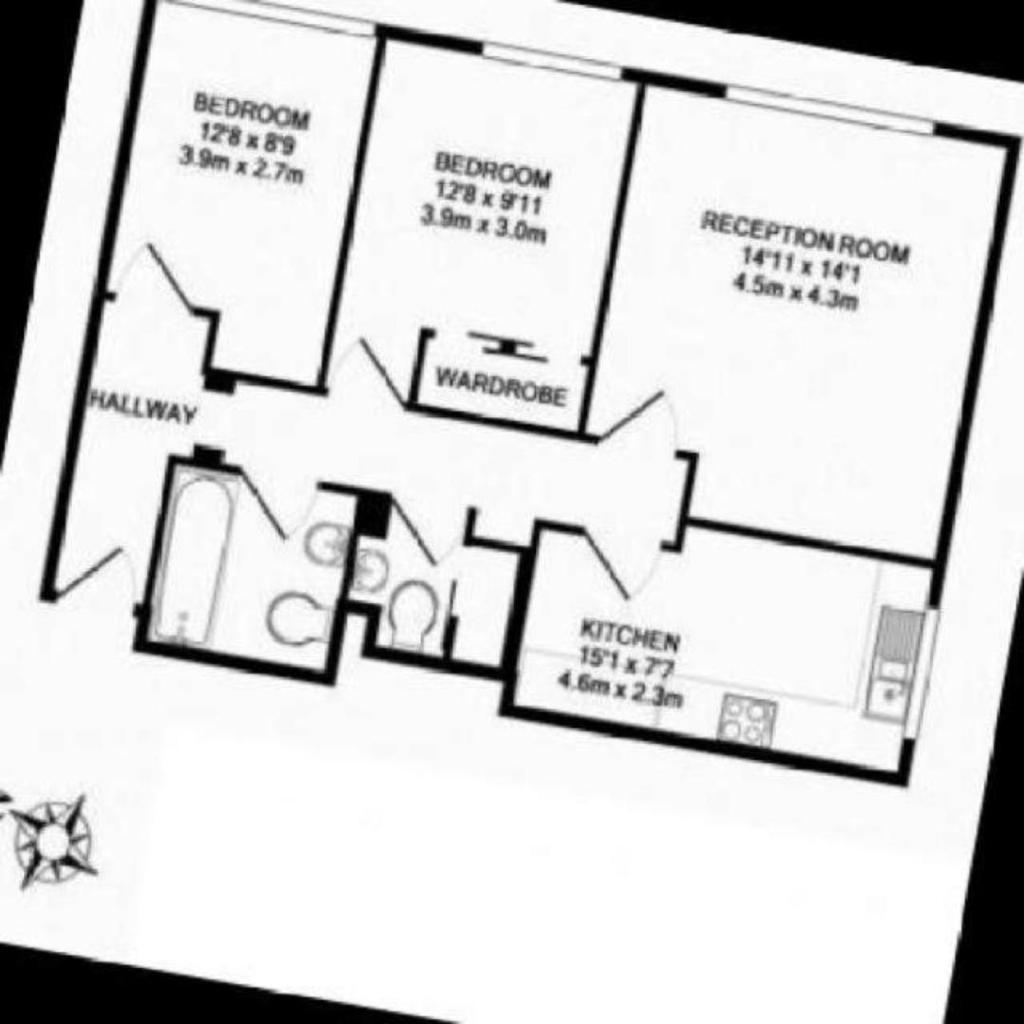 BEDROOM
12'8 x 8'9
3.9m x 2.7m
BEDROOM
12'8 x 9'11
3.9m x 3.0m
RECEPTION ROOM
14'11 x 14'1
4.5m x 4.3m
WARDROBE
HALLWAY
KITCHEN
15'1 x 7'7
4.6m x 2.3m